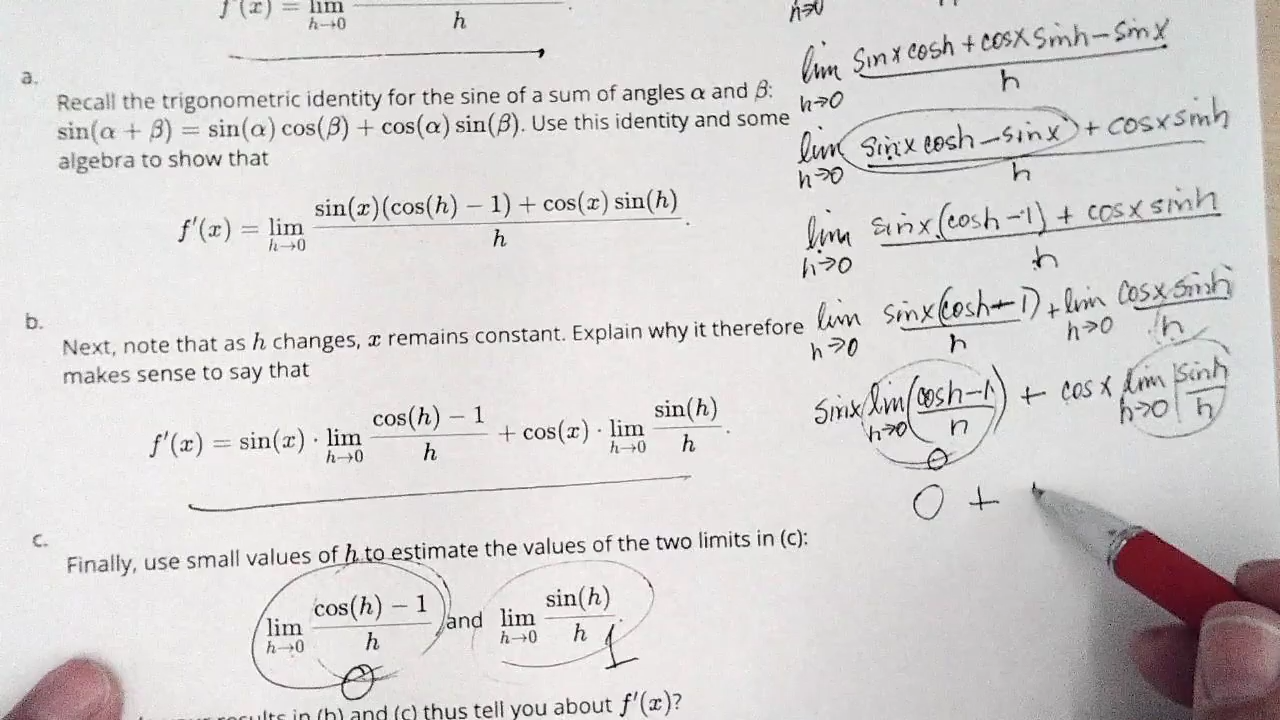 f'(x) = lim
h→0
h
.
h→0
a.
Recall the trigonometric identity for the sine of a sum of angles α and β:
sin(α + β) = sin(α) cos(β) + cos(α) sin(β). Use this identity and some
algebra to show that
f'(x) = lim h→0 sin(x)(cos(h) − 1) + cos(x) sin(h) / h .
b.
Next, note that as h changes, x remains constant. Explain why it therefore
makes sense to say that
f'(x) = sin(x) · lim h→0 cos(h) − 1 / h + cos(x) · lim h→0 sin(h) / h .
c.
Finally, use small values of h to estimate the values of the two limits in (c):
lim h→0 cos(h) − 1 / h and lim h→0 sin(h) / h .
0
1
results in (b) and (c) thus tell you about f'(x)?
lim h→0 sinx cosh + cosx sinh − sinx / h
lim h→0 sinx cosh − sinx + cosx sinh / h
lim h→0 sinx (cosh −1) + cosx sinh / h
lim h→0 sinx(cosh −1) / h + lim h→0 cosx sinh / h
sinx lim h→0 (cosh −1 / h) + cosx lim h→0 sinh / h
0
0 +